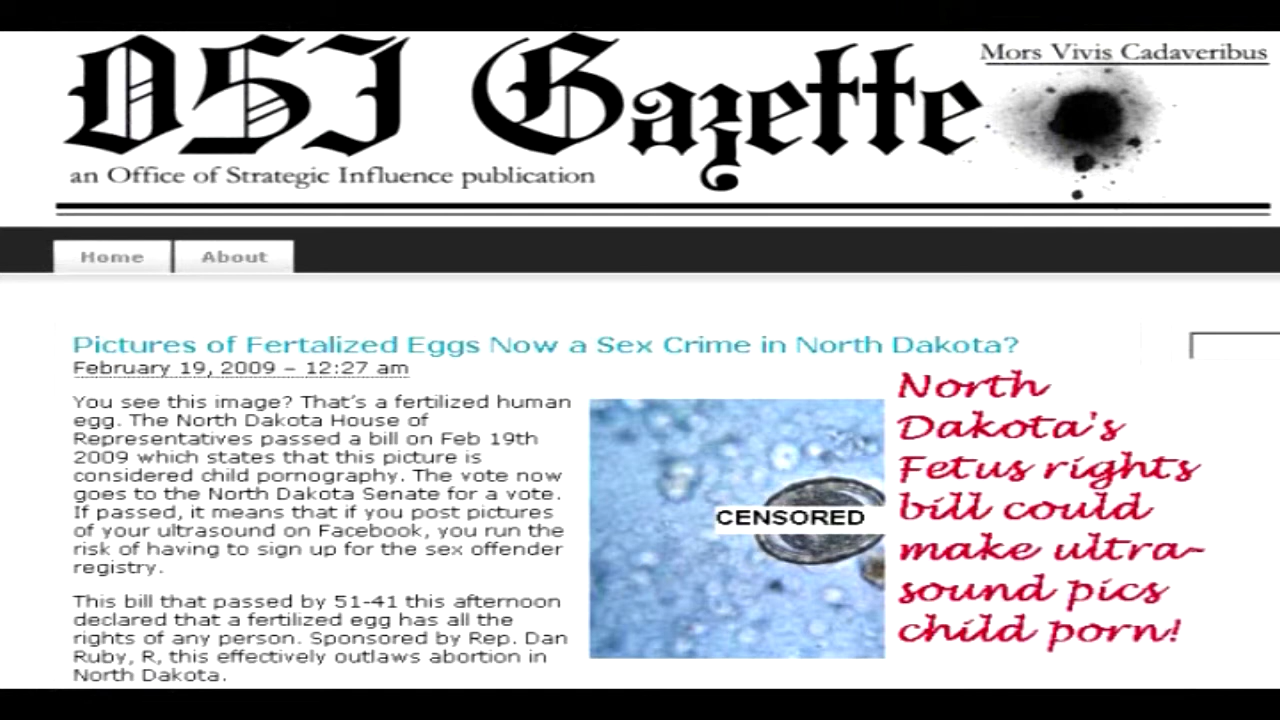 OSI Gazette
Mors Vivis Cadaveribus
an Office of Strategic Influence publication
Home
About
Pictures of Fertalized Eggs Now a Sex Crime in North Dakota?
February 19, 2009 – 12:27 am
You see this image? That's a fertilized human
egg. The North Dakota House of
Representatives passed a bill on Feb 19th
2009 which states that this picture is
considered child pornography. The vote now
goes to the North Dakota Senate for a vote.
If passed, it means that if you post pictures
of your ultrasound on Facebook, you run the
risk of having to sign up for the sex offender
registry.
This bill that passed by 51-41 this afternoon
declared that a fertilized egg has all the
rights of any person. Sponsored by Rep. Dan
Ruby, R, this effectively outlaws abortion in
North Dakota.
CENSORED
North
Dakota's
Fetus rights
bill could
make ultra-
sound pics
child porn!